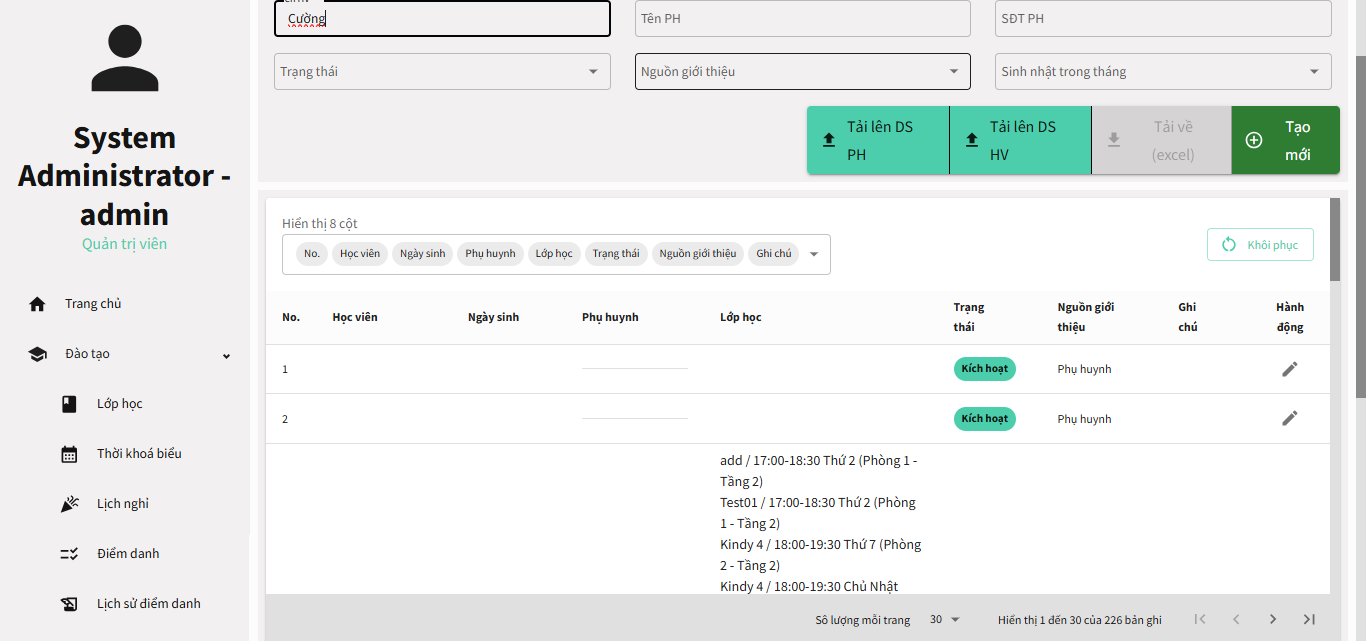 Cường
Tên PH
SĐT PH
Trạng thái
Nguồn giới thiệu
Sinh nhật trong tháng
Tải lên DS
PH
Tải lên DS
HV
Tải về
(excel)
Tạo
mới
System
Administrator -
admin
Quản trị viên
Trang chủ
Đào tạo
Lớp học
Thời khoá biểu
Lịch nghỉ
Điểm danh
Lịch sử điểm danh
Hiển thị 8 cột
No. Học viên Ngày sinh Phụ huynh Lớp học Trạng thái Nguồn giới thiệu Ghi chú
Khôi phục
No. Học viên Ngày sinh Phụ huynh Lớp học Trạng thái Nguồn giới thiệu Ghi chú Hành động
1 Kích hoạt Phụ huynh
2 Kích hoạt Phụ huynh
add / 17:00-18:30 Thứ 2 (Phòng 1 -
Tầng 2)
Test01 / 17:00-18:30 Thứ 2 (Phòng
1 - Tầng 2)
Kindy 4 / 18:00-19:30 Thứ 7 (Phòng
2 - Tầng 2)
Kindy 4 / 18:00-19:30 Chủ Nhật
Số lượng mỗi trang 30 Hiển thị 1 đến 30 của 226 bản ghi